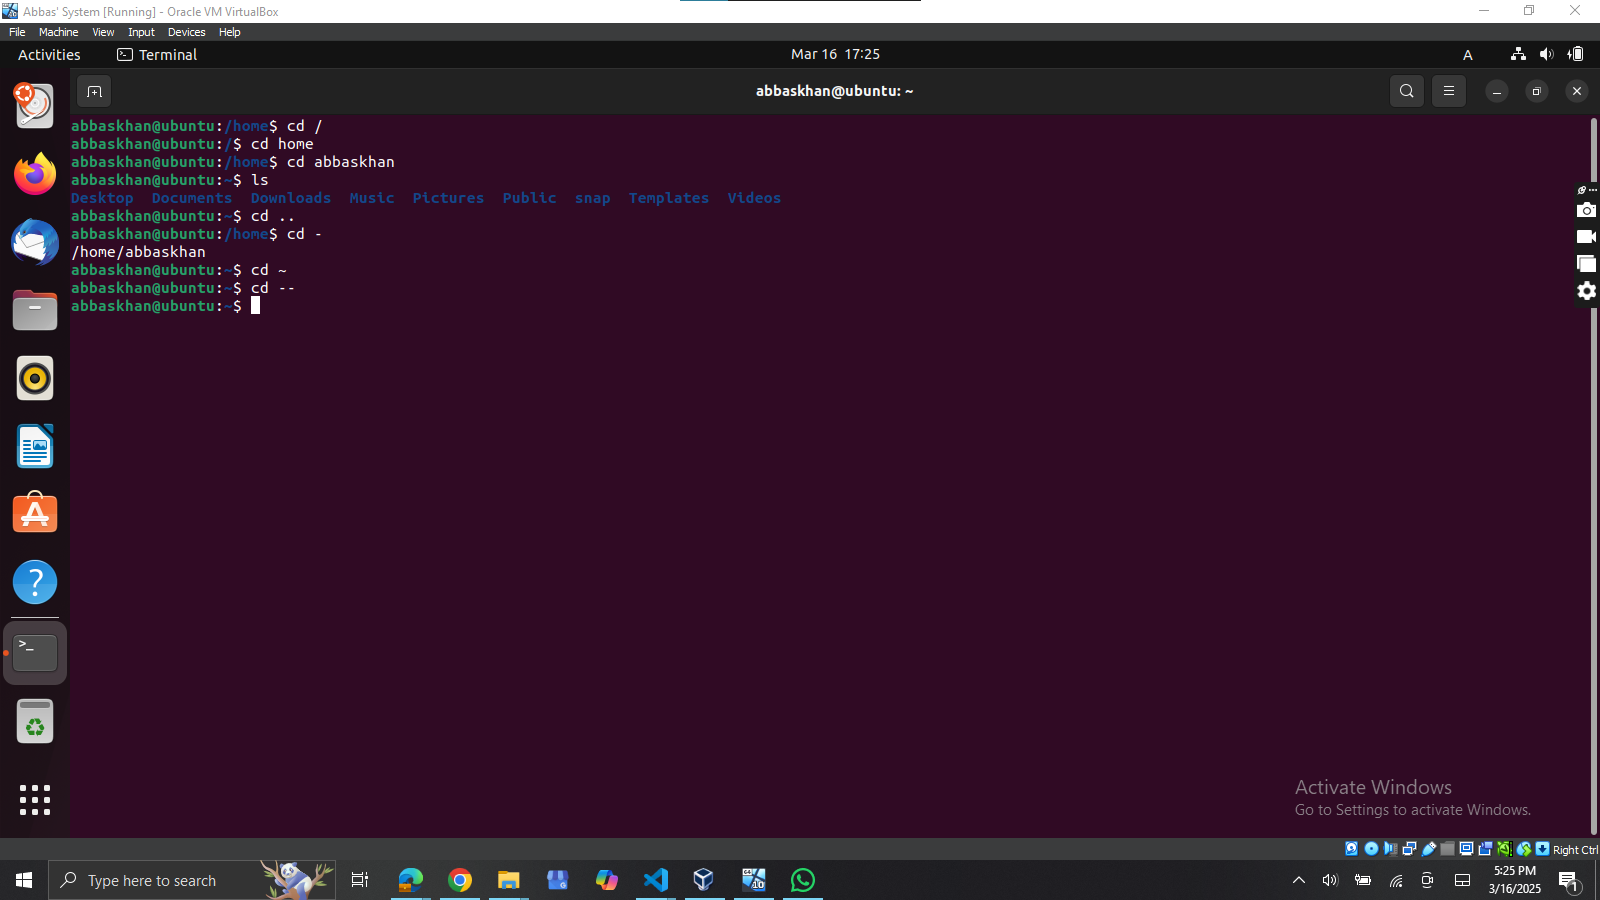 Abbas' System [Running] - Oracle VM VirtualBox
File Machine View Input Devices Help
Activities Terminal Mar 16 17:25 A
abbaskhan@ubuntu: ~
abbaskhan@ubuntu:/home$ cd /
abbaskhan@ubuntu:/$ cd home
abbaskhan@ubuntu:/home$ cd abbaskhan
abbaskhan@ubuntu:~$ ls
Desktop Documents Downloads Music Pictures Public snap Templates Videos
abbaskhan@ubuntu:~$ cd ..
abbaskhan@ubuntu:/home$ cd -
/home/abbaskhan
abbaskhan@ubuntu:~$ cd ~
abbaskhan@ubuntu:~$ cd --
abbaskhan@ubuntu:~$
Activate Windows
Go to Settings to activate Windows.
Right Ctrl
Type here to search
5:25 PM
3/16/2025
1